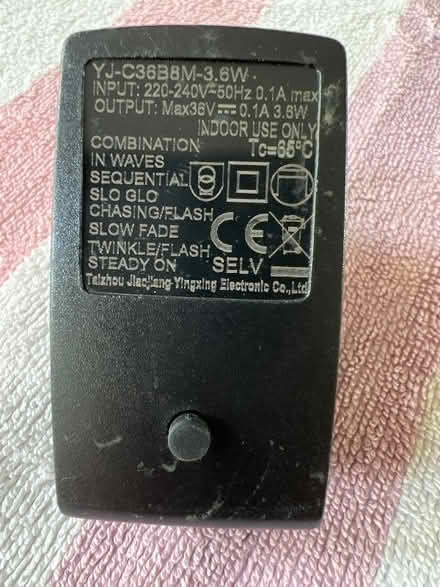 YJ-C36B8M-3.6W
INPUT: 220-240V~50Hz 0.1A max
OUTPUT: Max36V⎓0.1A 3.6W
INDOOR USE ONLY
COMBINATION Tc=65°C
IN WAVES
SEQUENTIAL
SLO GLO
CHASING/FLASH
SLOW FADE CE
TWINKLE/FLASH
STEADY ON SELV
Taizhou Jiaojiang Yingxing Electronic Co.,Ltd